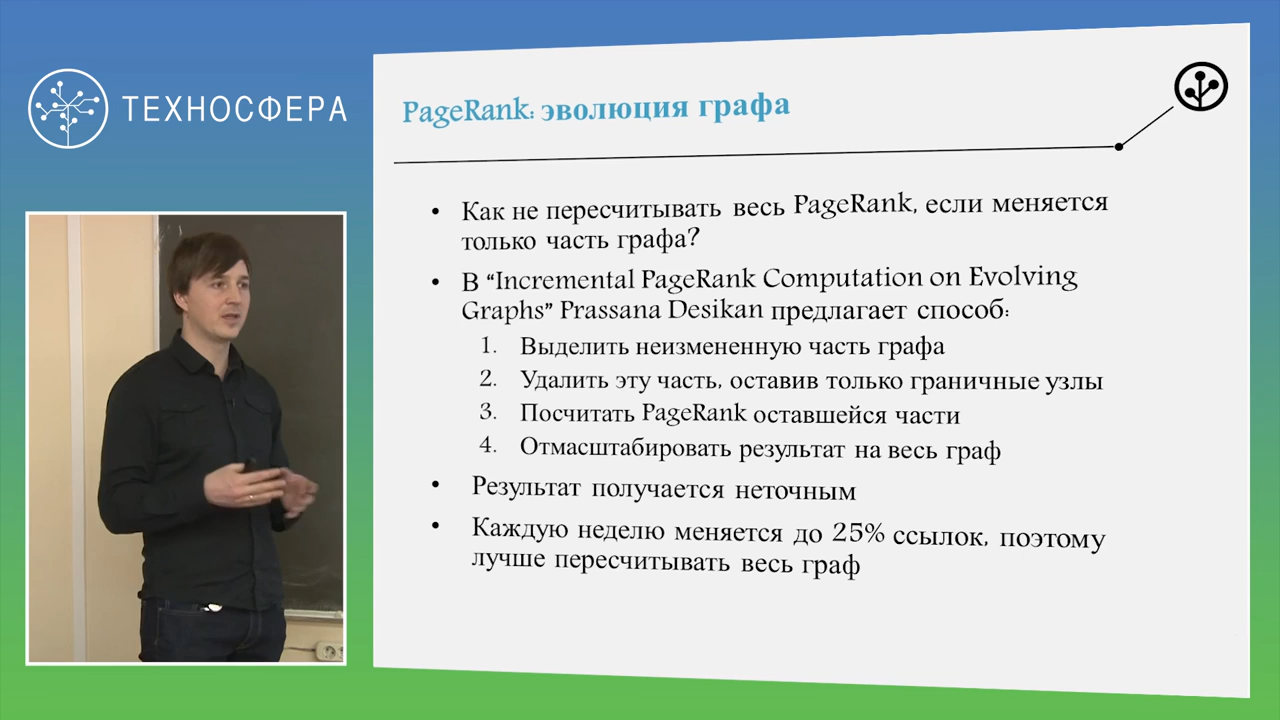 ТЕХНОСФЕРА
PageRank: эволюция графа
• Как не пересчитывать весь PageRank, если меняется
только часть графа?
• В “Incremental PageRank Computation on Evolving
Graphs” Prassana Desikan предлагает способ:
1. Выделить неизмененную часть графа
2. Удалить эту часть, оставив только граничные узлы
3. Посчитать PageRank оставшейся части
4. Отмасштабировать результат на весь граф
• Результат получается неточным
• Каждую неделю меняется до 25% ссылок, поэтому
лучше пересчитывать весь граф